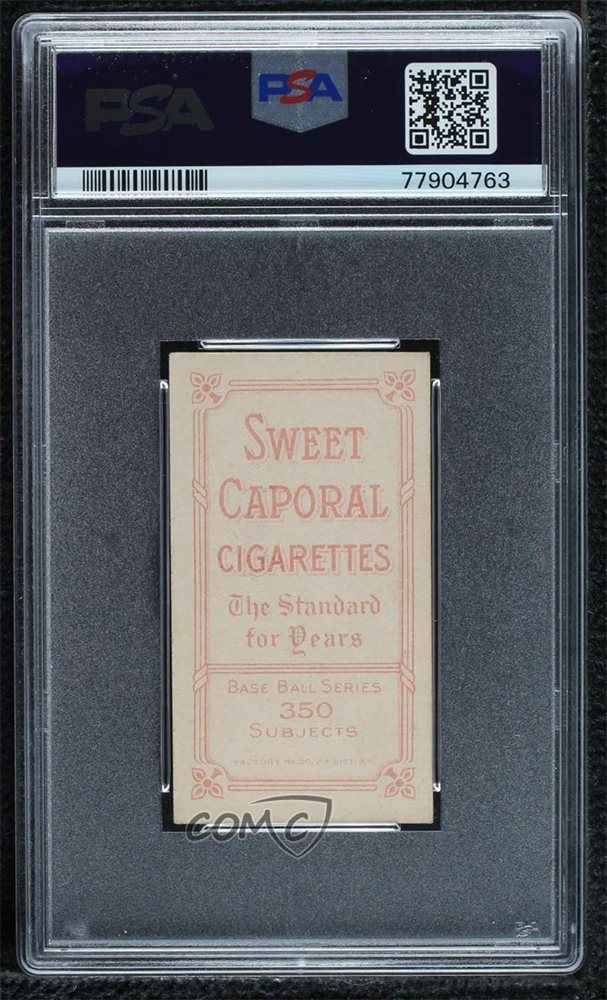 PSA
PSA
77904763
SWEET
CAPORAL
CIGARETTES
The Standard
for Years
BASE BALL SERIES
350
SUBJECTS
FACTORY No 30, 2d DIST. N.Y.
COMC